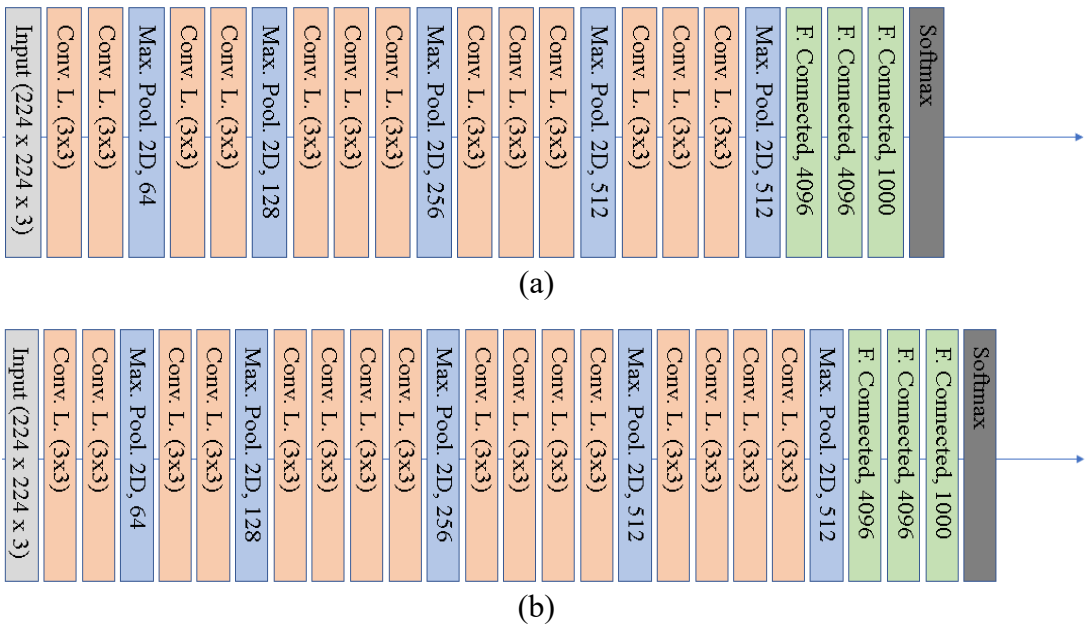 Input (224 x 224 x 3)
Conv. L. (3x3)
Conv. L. (3x3)
Max. Pool. 2D, 64
Conv. L. (3x3)
Conv. L. (3x3)
Max. Pool. 2D, 128
Conv. L. (3x3)
Conv. L. (3x3)
Conv. L. (3x3)
Max. Pool. 2D, 256
Conv. L. (3x3)
Conv. L. (3x3)
Conv. L. (3x3)
Max. Pool. 2D, 512
Conv. L. (3x3)
Conv. L. (3x3)
Conv. L. (3x3)
Max. Pool. 2D, 512
F. Connected, 4096
F. Connected, 4096
F. Connected, 1000
Softmax
(a)
Input (224 x 224 x 3)
Conv. L. (3x3)
Conv. L. (3x3)
Max. Pool. 2D, 64
Conv. L. (3x3)
Conv. L. (3x3)
Max. Pool. 2D, 128
Conv. L. (3x3)
Conv. L. (3x3)
Conv. L. (3x3)
Conv. L. (3x3)
Max. Pool. 2D, 256
Conv. L. (3x3)
Conv. L. (3x3)
Conv. L. (3x3)
Conv. L. (3x3)
Max. Pool. 2D, 512
Conv. L. (3x3)
Conv. L. (3x3)
Conv. L. (3x3)
Conv. L. (3x3)
Max. Pool. 2D, 512
F. Connected, 4096
F. Connected, 4096
F. Connected, 1000
Softmax
(b)